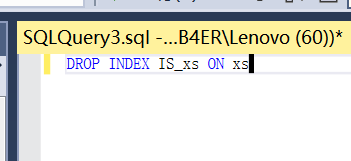 SQLQuery3.sql -...B4ER\Lenovo (60))*
DROP INDEX IS_xs ON xs